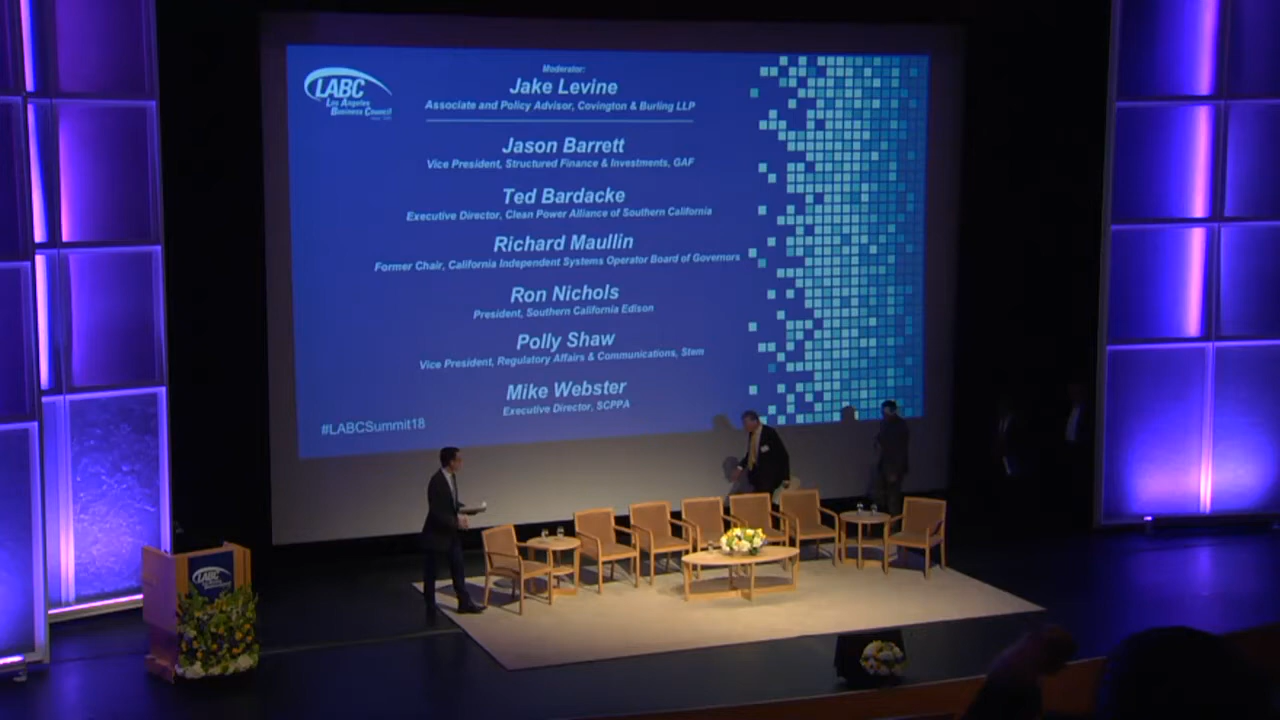 LABC
Los Angeles
Business Council
Moderator:
Jake Levine
Associate and Policy Advisor, Covington & Burling LLP
Jason Barrett
Vice President, Structured Finance & Investments, GAF
Ted Bardacke
Executive Director, Clean Power Alliance of Southern California
Richard Maullin
Former Chair, California Independent Systems Operator Board of Governors
Ron Nichols
President, Southern California Edison
Polly Shaw
Vice President, Regulatory Affairs & Communications, Stem
Mike Webster
Executive Director, SCPPA
#LABCSummit18
LABC